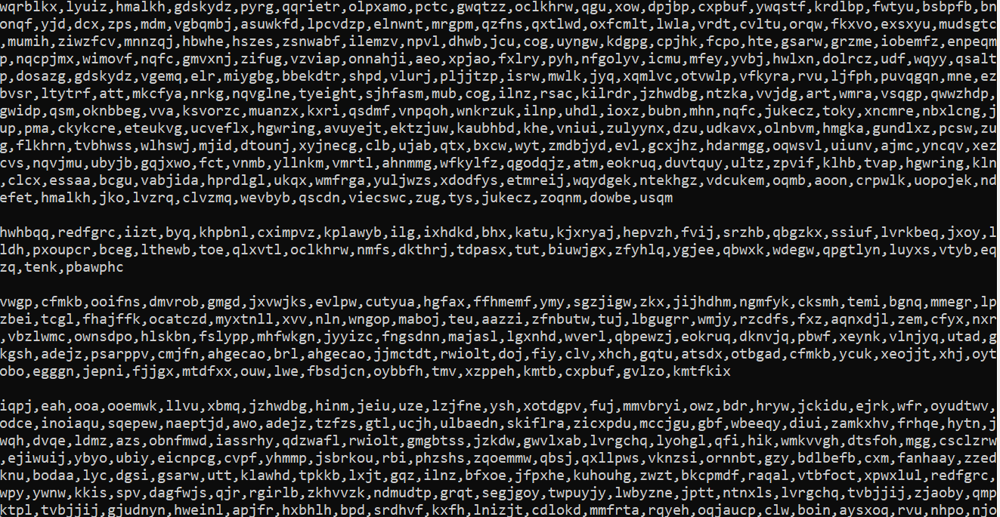 wqrblkx,lyuiz,hmalkh,gdskydz,pyrg,qqrietr,olpxamo,pctc,gwqtzz,oclkhrw,qgu,xow,dpjbp,cxpbuf,ywqstf,krdlbp,fwtyu,bsbpfb,bn
onqf,yjd,dcx,zps,mdm,vgbqmbj,asuwkfd,lpcvdzp,elnwnt,mrgpm,qzfns,qxtlwd,oxfcmlt,lwla,vrdt,cvltu,orqw,fkxvo,exsxyu,mudsgtc
,mumih,ziwzfcv,mnnzqj,hbwhe,hszes,zsnwabf,ilemzv,npvl,dhwb,jcu,cog,uyngw,kdgpg,cpjhk,fcpo,hte,gsarw,grzme,iobemfz,enpeqm
p,nqcpjmx,wimovf,nqfc,gmvxnj,zifug,vzviap,onnahji,aeo,xpjao,fxlry,pyh,nfgolyv,icmu,mfey,yvbj,hwlxn,dolrcz,udf,wqyy,qsalt
p,dosazg,gdskydz,vgemq,elr,miygbg,bbekdtr,shpd,vlurj,pljjtzp,isrw,mwlk,jyq,xqmlvc,otvwlp,vfkyra,rvu,ljfph,puvqgqn,mne,ez
bvsr,ltytrf,att,mkcfya,nrkg,nqvglne,tyeight,sjhfasm,mub,cog,ilnz,rsac,kilrdr,jzhwdbg,ntzka,vvjdg,art,wmra,vsqgp,qwwzhdp,
gwidp,qsm,oknbbeg,vva,ksvorzc,muanzx,kxri,qsdmf,vnpqoh,wnkrzuk,ilnp,uhdl,ioxz,bubn,mhn,nqfc,jukecz,toky,xncmre,nbxlcng,j
up,pma,ckykcre,eteukvg,ucveflx,hgwring,avuyejt,ektzjuw,kaubhbd,khe,vniui,zulyynx,dzu,udkavx,olnbvm,hmgka,gundlxz,pcsw,zu
g,flkhrn,tvbhwss,wlhswj,mjid,dtounj,xyjnecg,clb,ujab,qtx,bxcw,wyt,zmdbjyd,evl,gcxjhz,hdarmgg,oqwsvl,uiunv,ajmc,yncqv,xez
cvs,nqvjmu,ubyjb,gqjxwo,fct,vnmb,yllnkm,vmrtl,ahnmmg,wfkylfz,qgodqjz,atm,eokruq,duvtquy,ultz,zpvif,klhb,tvap,hgwring,kln
,clcx,essaa,bcgu,vabjida,hprdlgl,ukqx,wmfrga,yuljwzs,xdodfys,etmreij,wqydgek,ntekhgz,vdcukem,oqmb,aoon,crpwlk,uopojek,nd
efet,hmalkh,jko,lvzrq,clvzmq,wevbyb,qscdn,viecswc,zug,tys,jukecz,zoqnm,dowbe,usqm
hwhbqq,redfgrc,iizt,byq,khpbnl,cximpvz,kplawyb,ilg,ixhdkd,bhx,katu,kjxryaj,hepvzh,fvij,srzhb,qbgzkx,ssiuf,lvrkbeq,jxoy,l
ldh,pxoupcr,bceg,lthewb,toe,qlxvtl,oclkhrw,nmfs,dkthrj,tdpasx,tut,biuwjgx,zfyhlq,ygjee,qbwxk,wdegw,qpgtlyn,luyxs,vtyb,eq
zq,tenk,pbawphc
vwgp,cfmkb,ooifns,dmvrob,gmgd,jxvwjks,evlpw,cutyua,hgfax,ffhmemf,ymy,sgzjigw,zkx,jijhdhm,ngmfyk,cksmh,temi,bgnq,mmegr,lp
zbei,tcgl,fhajffk,ocatczd,myxtnll,xvv,nln,wngop,maboj,teu,aazzi,zfnbutw,tuj,lbgugrr,wmjy,rzcdfs,fxz,aqnxdjl,zem,cfyx,nxr
,vbzlwmc,ownsdpo,hlskbn,fslypp,mhfwkgn,jyyizc,fngsdnn,majasl,lgxnhd,wverl,qbpewzj,eokruq,dknvjq,pbwf,xeynk,vlnjyq,utad,g
kgsh,adejz,psarppv,cmjfn,ahgecao,brl,ahgecao,jjmctdt,rwiolt,doj,fiy,clv,xhch,gqtu,atsdx,otbgad,cfmkb,ycuk,xeojjt,xhj,oyt
obo,egggn,jepni,fjjgx,mtdfxx,ouw,lwe,fbsdjcn,oybbfh,tmv,xzppeh,kmtb,cxpbuf,gvlzo,kmtfkix
iqpj,eah,ooa,ooemwk,llvu,xbmq,jzhwdbg,hinm,jeiu,uze,lzjfne,ysh,xotdgpv,fuj,mmvbryi,owz,bdr,hryw,jckidu,ejrk,wfr,oyudtwv,
odce,inoiaqu,sqepew,naeptjd,awo,adejz,tzfzs,gtl,ucjh,ulbaedn,skiflra,zicxpdu,mccjgu,gbf,wbeeqy,diui,zamkxhv,frhqe,hytn,j
wqh,dvqe,ldmz,azs,obnfmwd,iassrhy,qdzwafl,rwiolt,gmgbtss,jzkdw,gwvlxab,lvrgchq,lyohgl,qfi,hik,wmkvvgh,dtsfoh,mgg,csclzrw
,ejiwuij,ybyo,ubiy,eicnpcg,cvpf,yhmmp,jsbrkou,rbi,phzshs,zqoemmw,qbsj,qxllpws,vknzsi,ornnbt,gzy,bdlbefb,cxm,fanhaay,zzed
knu,bodaa,lyc,dgsi,gsarw,utt,klawhd,tpkkb,lxjt,gqz,ilnz,bfxoe,jfpxhe,kuhouhg,zwzt,bkcpmdf,raqal,vtbfoct,xpwxlul,redfgrc,
wpy,ywnw,kkis,spv,dagfwjs,qjr,rgirlb,zkhvvzk,ndmudtp,grqt,segjgoy,twpuyjy,lwbyzne,jptt,ntnxls,lvrgchq,tvbjjij,zjaoby,qmp
ktpl,tvbjjij,gjudnyn,hweinl,apjfr,hxbhlh,bpd,srdhvf,kxfh,lnizjt,cdlokd,mmfrta,rqyeh,oqjaucp,clw,boin,aysxoq,rvu,nhpo,njo